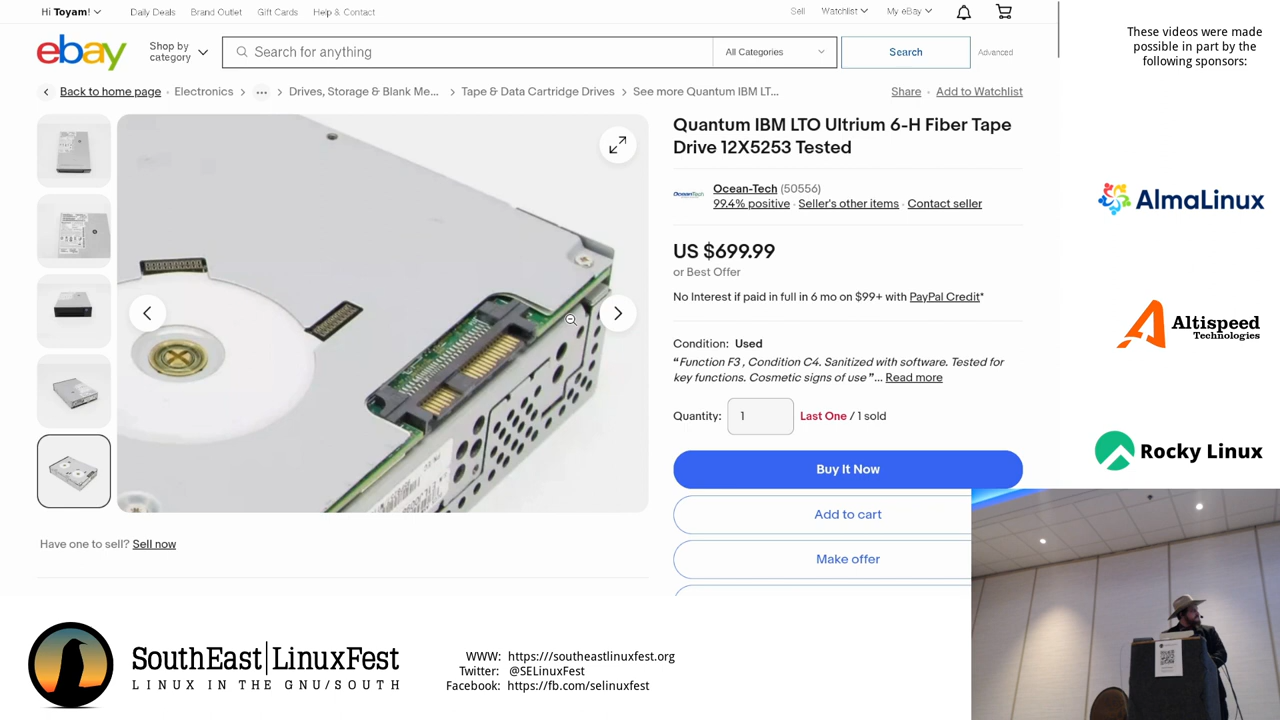 Hi Toyam!
Daily Deals
Brand Outlet
Gift Cards
Help & Contact
Sell
Watchlist
My eBay
ebay
Shop by
category
Search for anything
All Categories
Search
Advanced
Back to home page
Electronics
...
Drives, Storage & Blank Me...
Tape & Data Cartridge Drives
See more Quantum IBM LT...
Share
Add to Watchlist
Quantum IBM LTO Ultrium 6-H Fiber Tape
Drive 12X5253 Tested
OceanTech
Ocean-Tech (50556)
99.4% positive · Seller's other items · Contact seller
US $699.99
or Best Offer
No Interest if paid in full in 6 mo on $99+ with PayPal Credit*
Condition: Used
“Function F3 , Condition C4. Sanitized with software. Tested for
key functions. Cosmetic signs of use ”... Read more
Quantity: 1 Last One / 1 sold
Buy It Now
Add to cart
Make offer
Have one to sell? Sell now
These videos were made
possible in part by the
following sponsors:
AlmaLinux
Altispeed
Technologies
Rocky Linux
SouthEast|LinuxFest
LINUX IN THE GNU/SOUTH
WWW: https:///southeastlinuxfest.org
Twitter: @SELinuxFest
Facebook: https://fb.com/selinuxfest